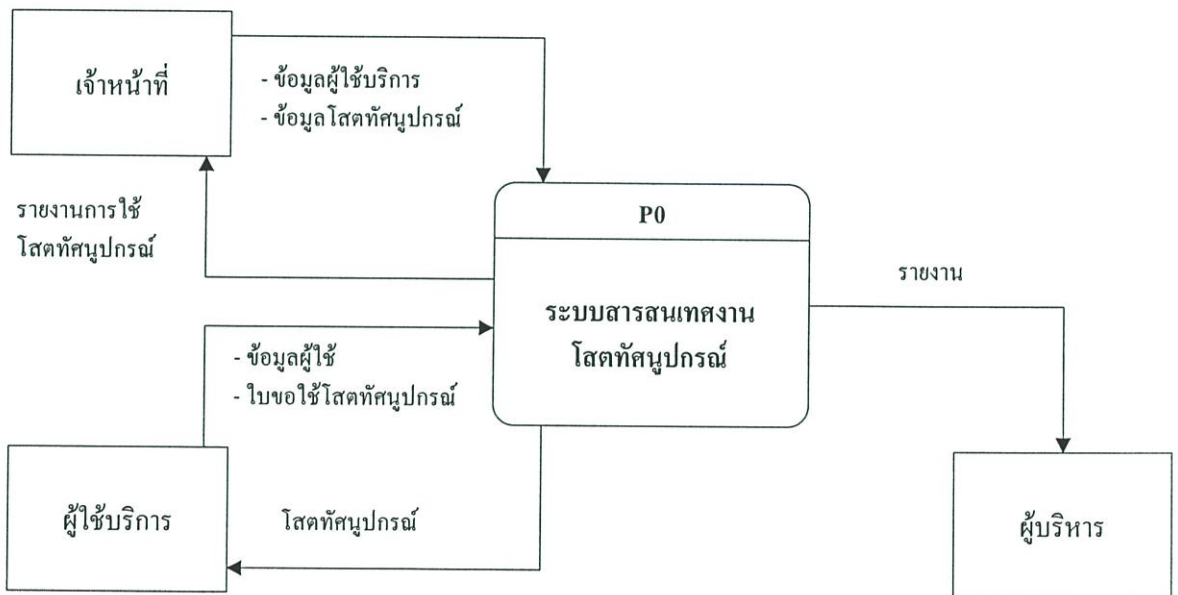 เจ้าหน้าที่
- ข้อมูลผู้ใช้บริการ
- ข้อมูลโสตทัศนูปกรณ์
รายงานการใช้
โสตทัศนูปกรณ์
P0
ระบบสารสนเทศงาน
โสตทัศนูปกรณ์
รายงาน
- ข้อมูลผู้ใช้
- ใบขอใช้โสตทัศนูปกรณ์
ผู้ใช้บริการ
โสตทัศนูปกรณ์
ผู้บริหาร